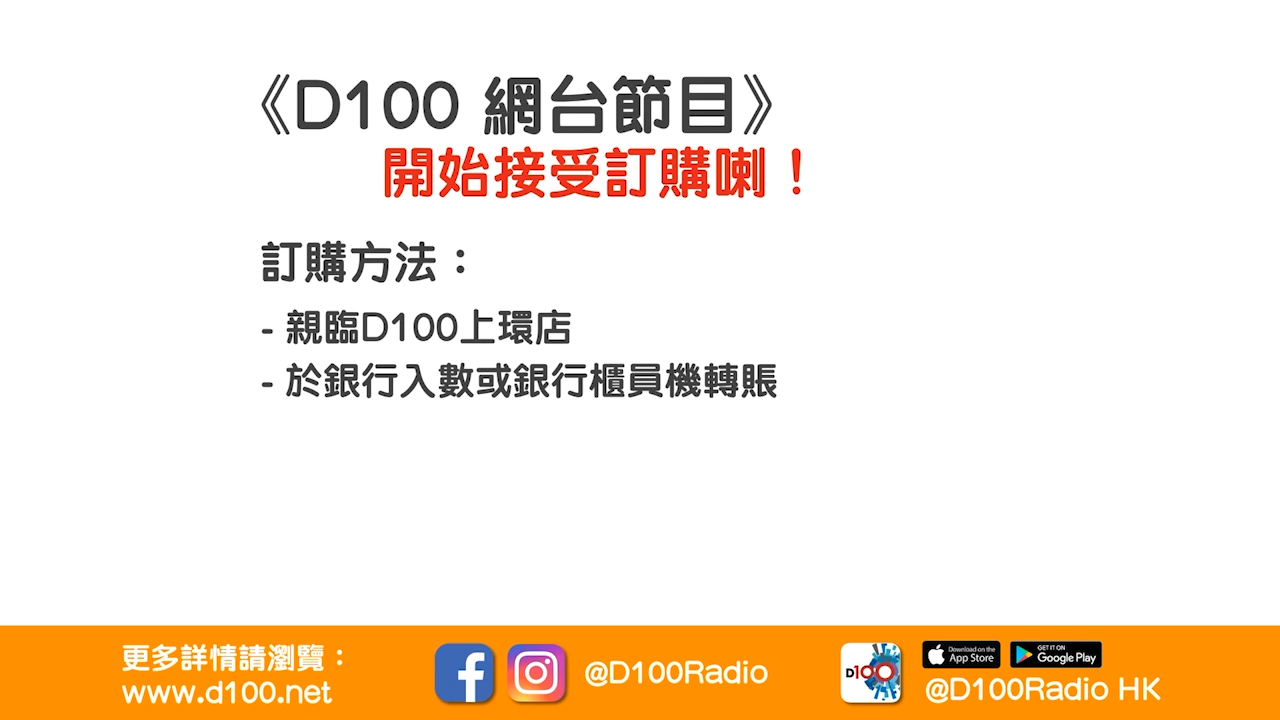 《D100 網台節目》
開始接受訂購喇！
訂購方法：
- 親臨D100上環店
- 於銀行入數或銀行櫃員機轉賬
更多詳情請瀏覽：
www.d100.net
@D100Radio
D100
Download on the
App Store
GET IT ON
Google Play
@D100Radio HK